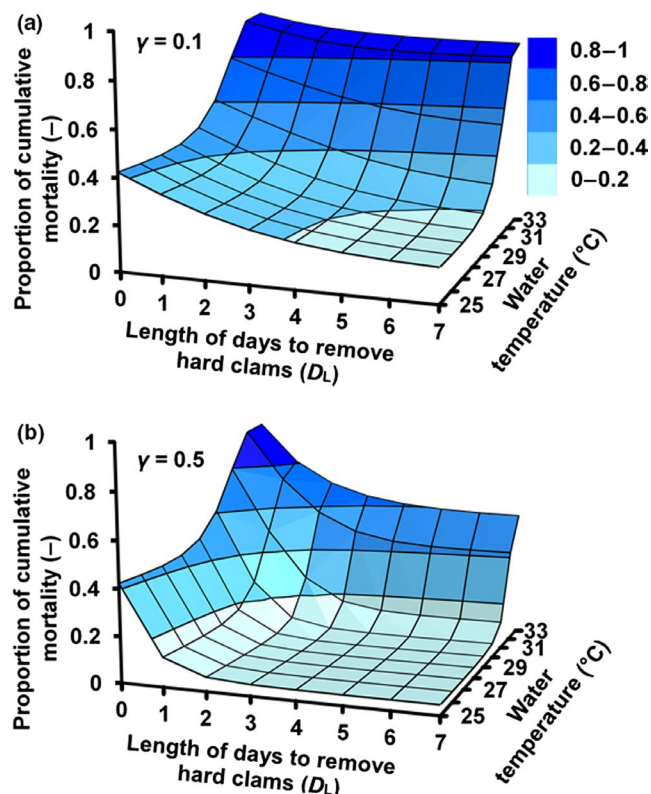 (a)
γ = 0.1
Proportion of cumulative
mortality (–)
1
0.8
0.6
0.4
0.2
0
0 1 2 3 4 5 6 7
Length of days to remove
hard clams (DL)
33
31
29
27
25
Water
temperature (°C)
0.8–1
0.6–0.8
0.4–0.6
0.2–0.4
0–0.2
(b)
γ = 0.5
Proportion of cumulative
mortality (–)
1
0.8
0.6
0.4
0.2
0
0 1 2 3 4 5 6 7
Length of days to remove
hard clams (DL)
33
31
29
27
25
Water
temperature (°C)